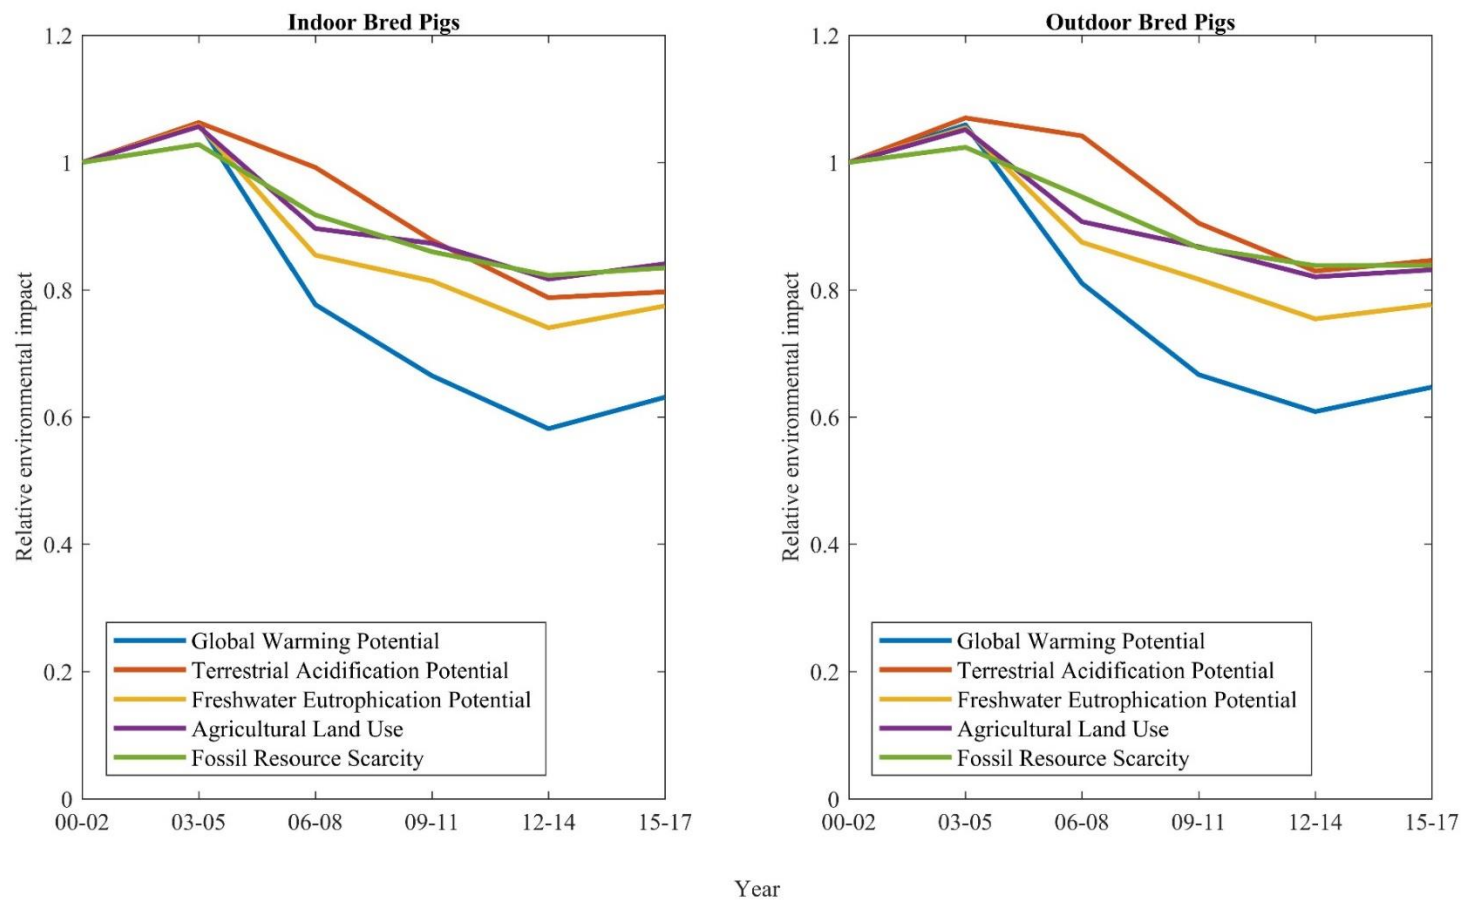 Indoor Bred Pigs
1.2
1
0.8
0.6
0.4
0.2
0
Relative environmental impact
Global Warming Potential
Terrestrial Acidification Potential
Freshwater Eutrophication Potential
Agricultural Land Use
Fossil Resource Scarcity
00-02 03-05 06-08 09-11 12-14 15-17
Outdoor Bred Pigs
1.2
1
0.8
0.6
0.4
0.2
0
Relative environmental impact
Global Warming Potential
Terrestrial Acidification Potential
Freshwater Eutrophication Potential
Agricultural Land Use
Fossil Resource Scarcity
00-02 03-05 06-08 09-11 12-14 15-17
Year